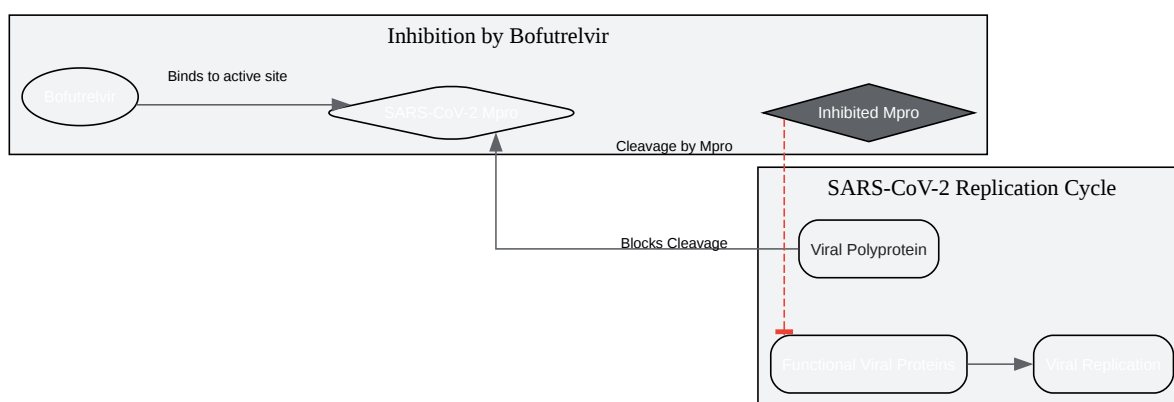 Inhibition by Bofutrelvir
Binds to active site
Bofutrelvir
SARS-CoV-2 Mpro
Inhibited Mpro
Cleavage by Mpro
SARS-CoV-2 Replication Cycle
Blocks Cleavage
Viral Polyprotein
Functional Viral Proteins
Viral Replication